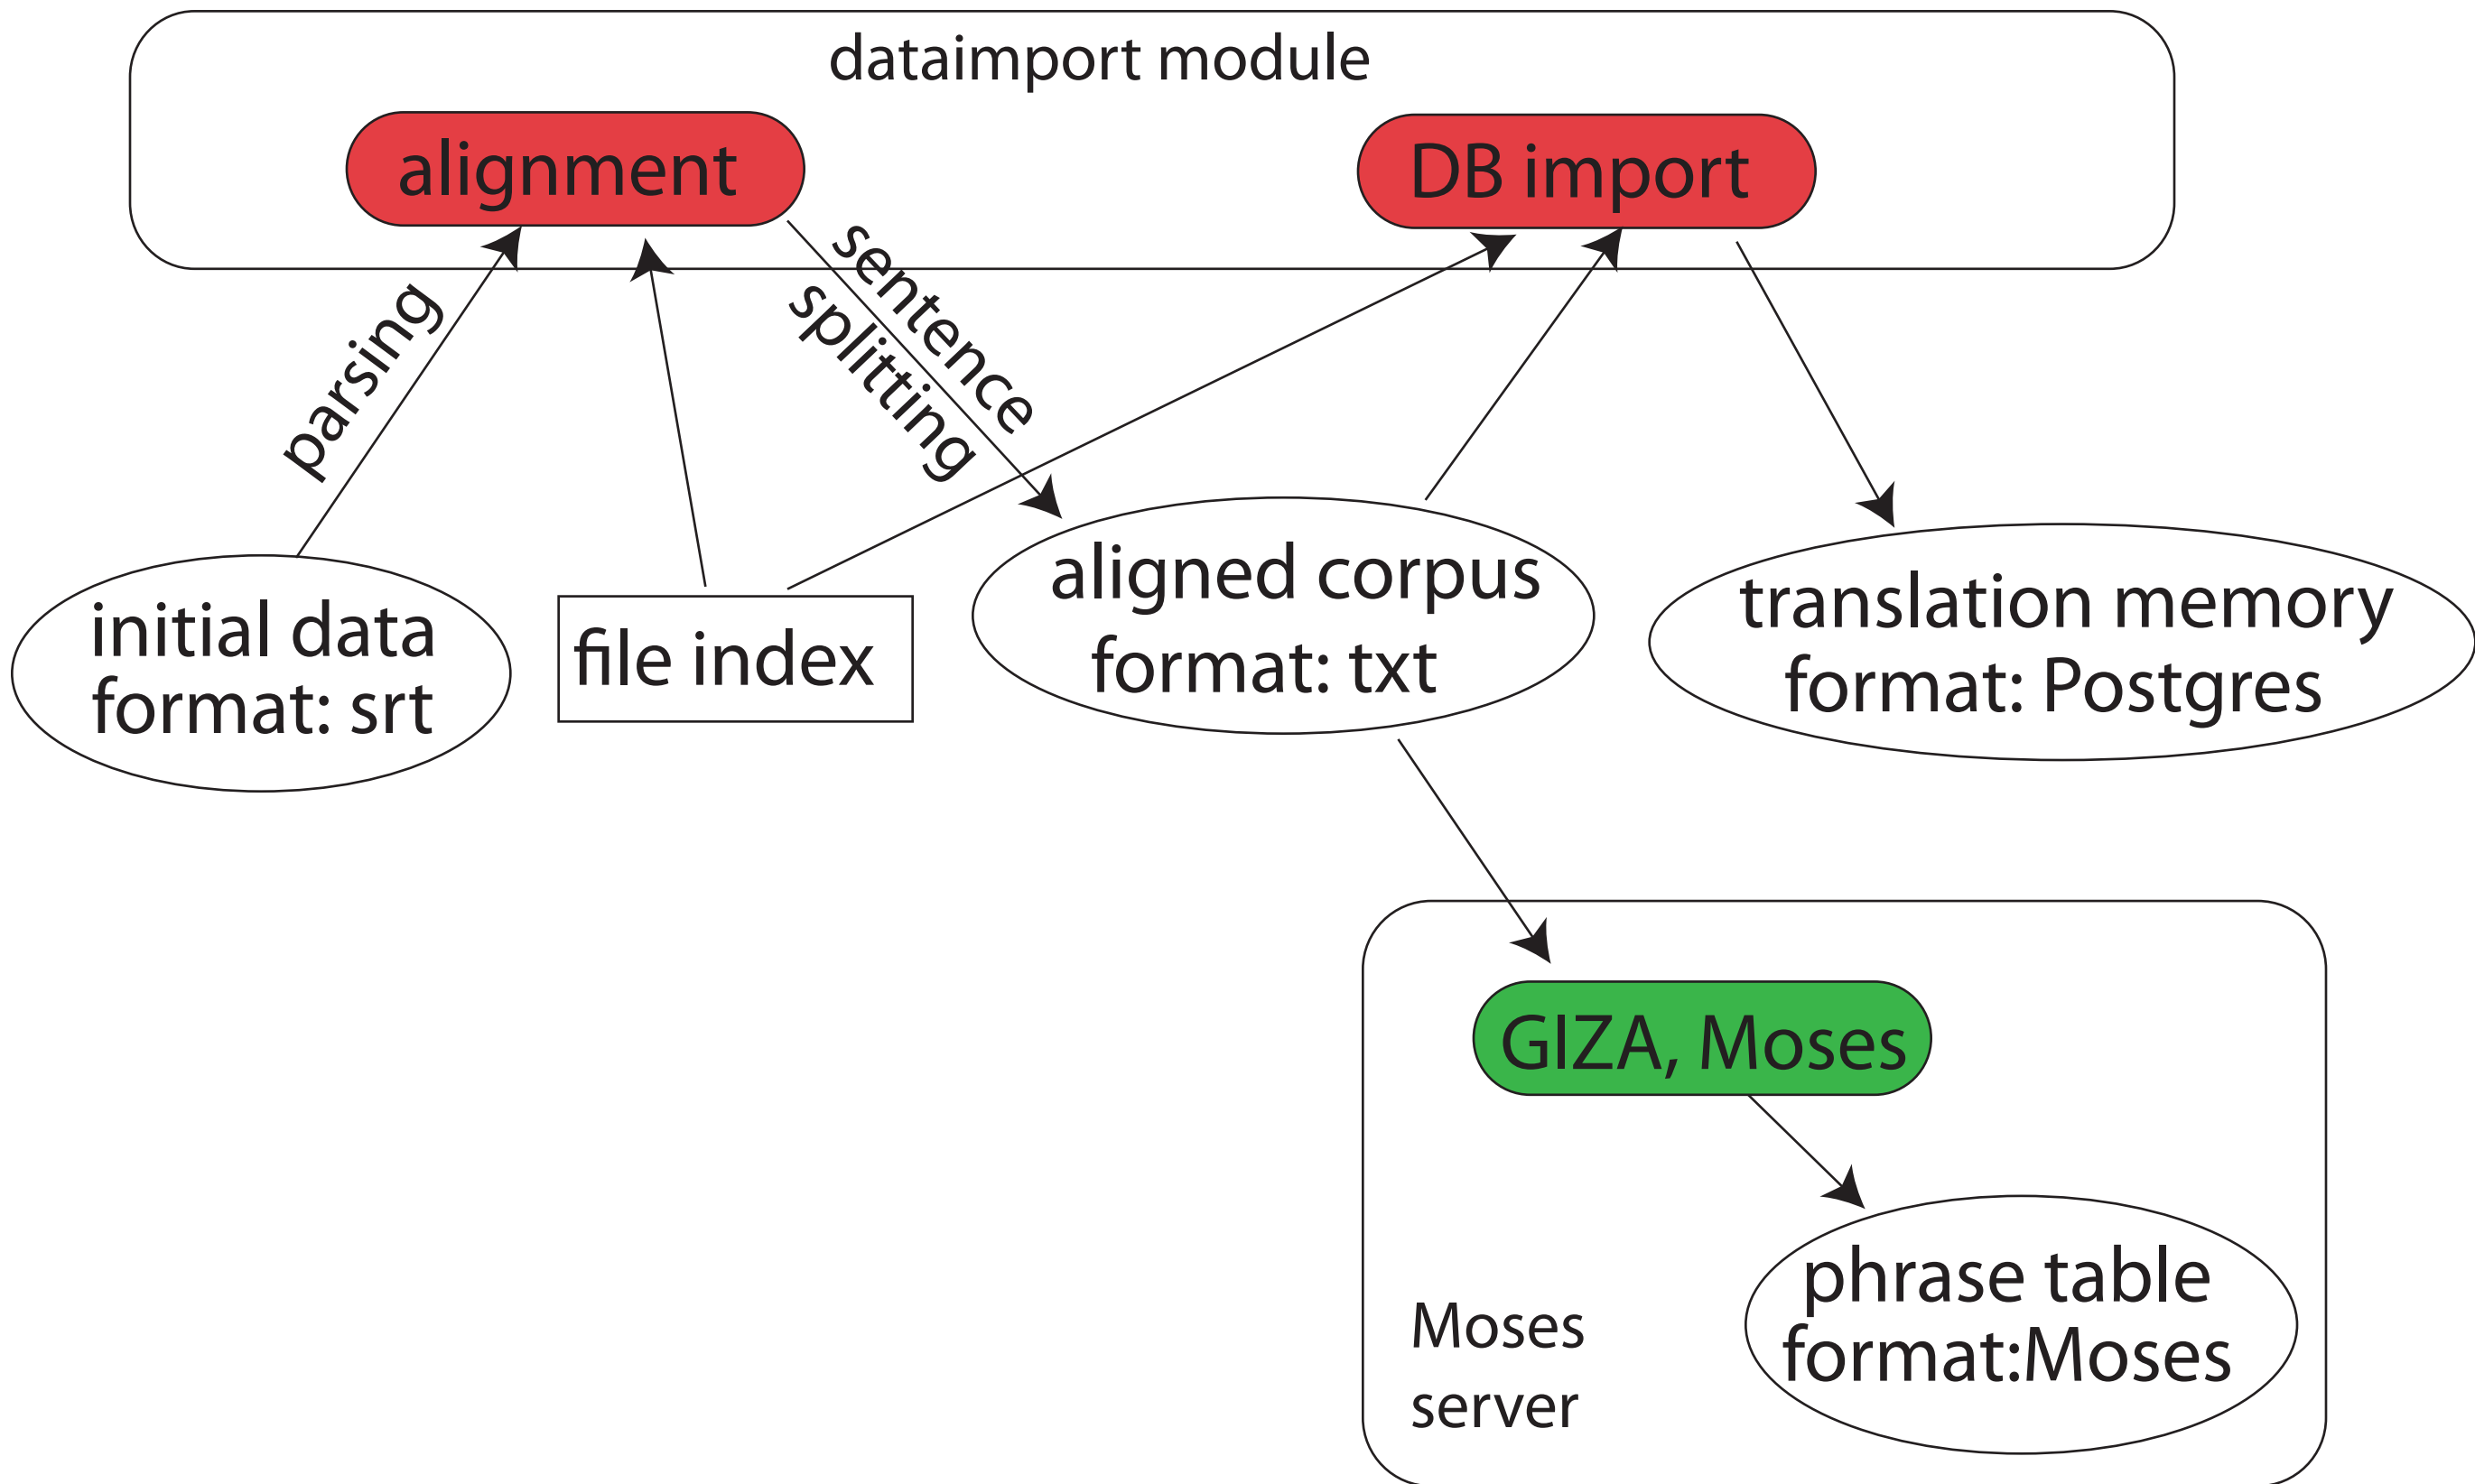 dataimport module
alignment
DB import
parsing
sentence
splitting
initial data
format: srt
file index
aligned corpus
format: txt
translation memory
format: Postgres
GIZA, Moses
phrase table
format:Moses
Moses
server